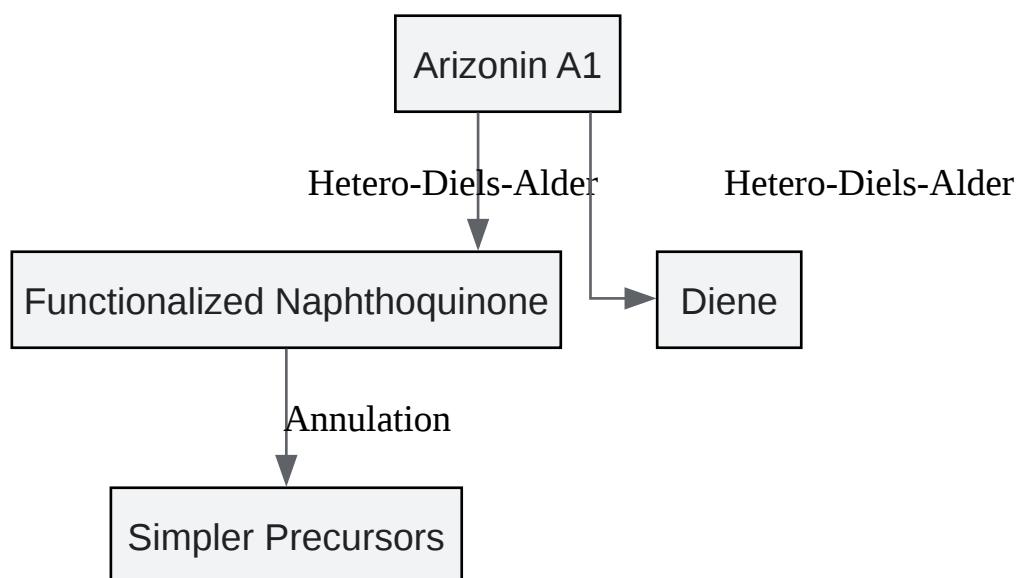 Arizonin A1
Hetero-Diels-Alder
Hetero-Diels-Alder
Functionalized Naphthoquinone
Diene
Annulation
Simpler Precursors